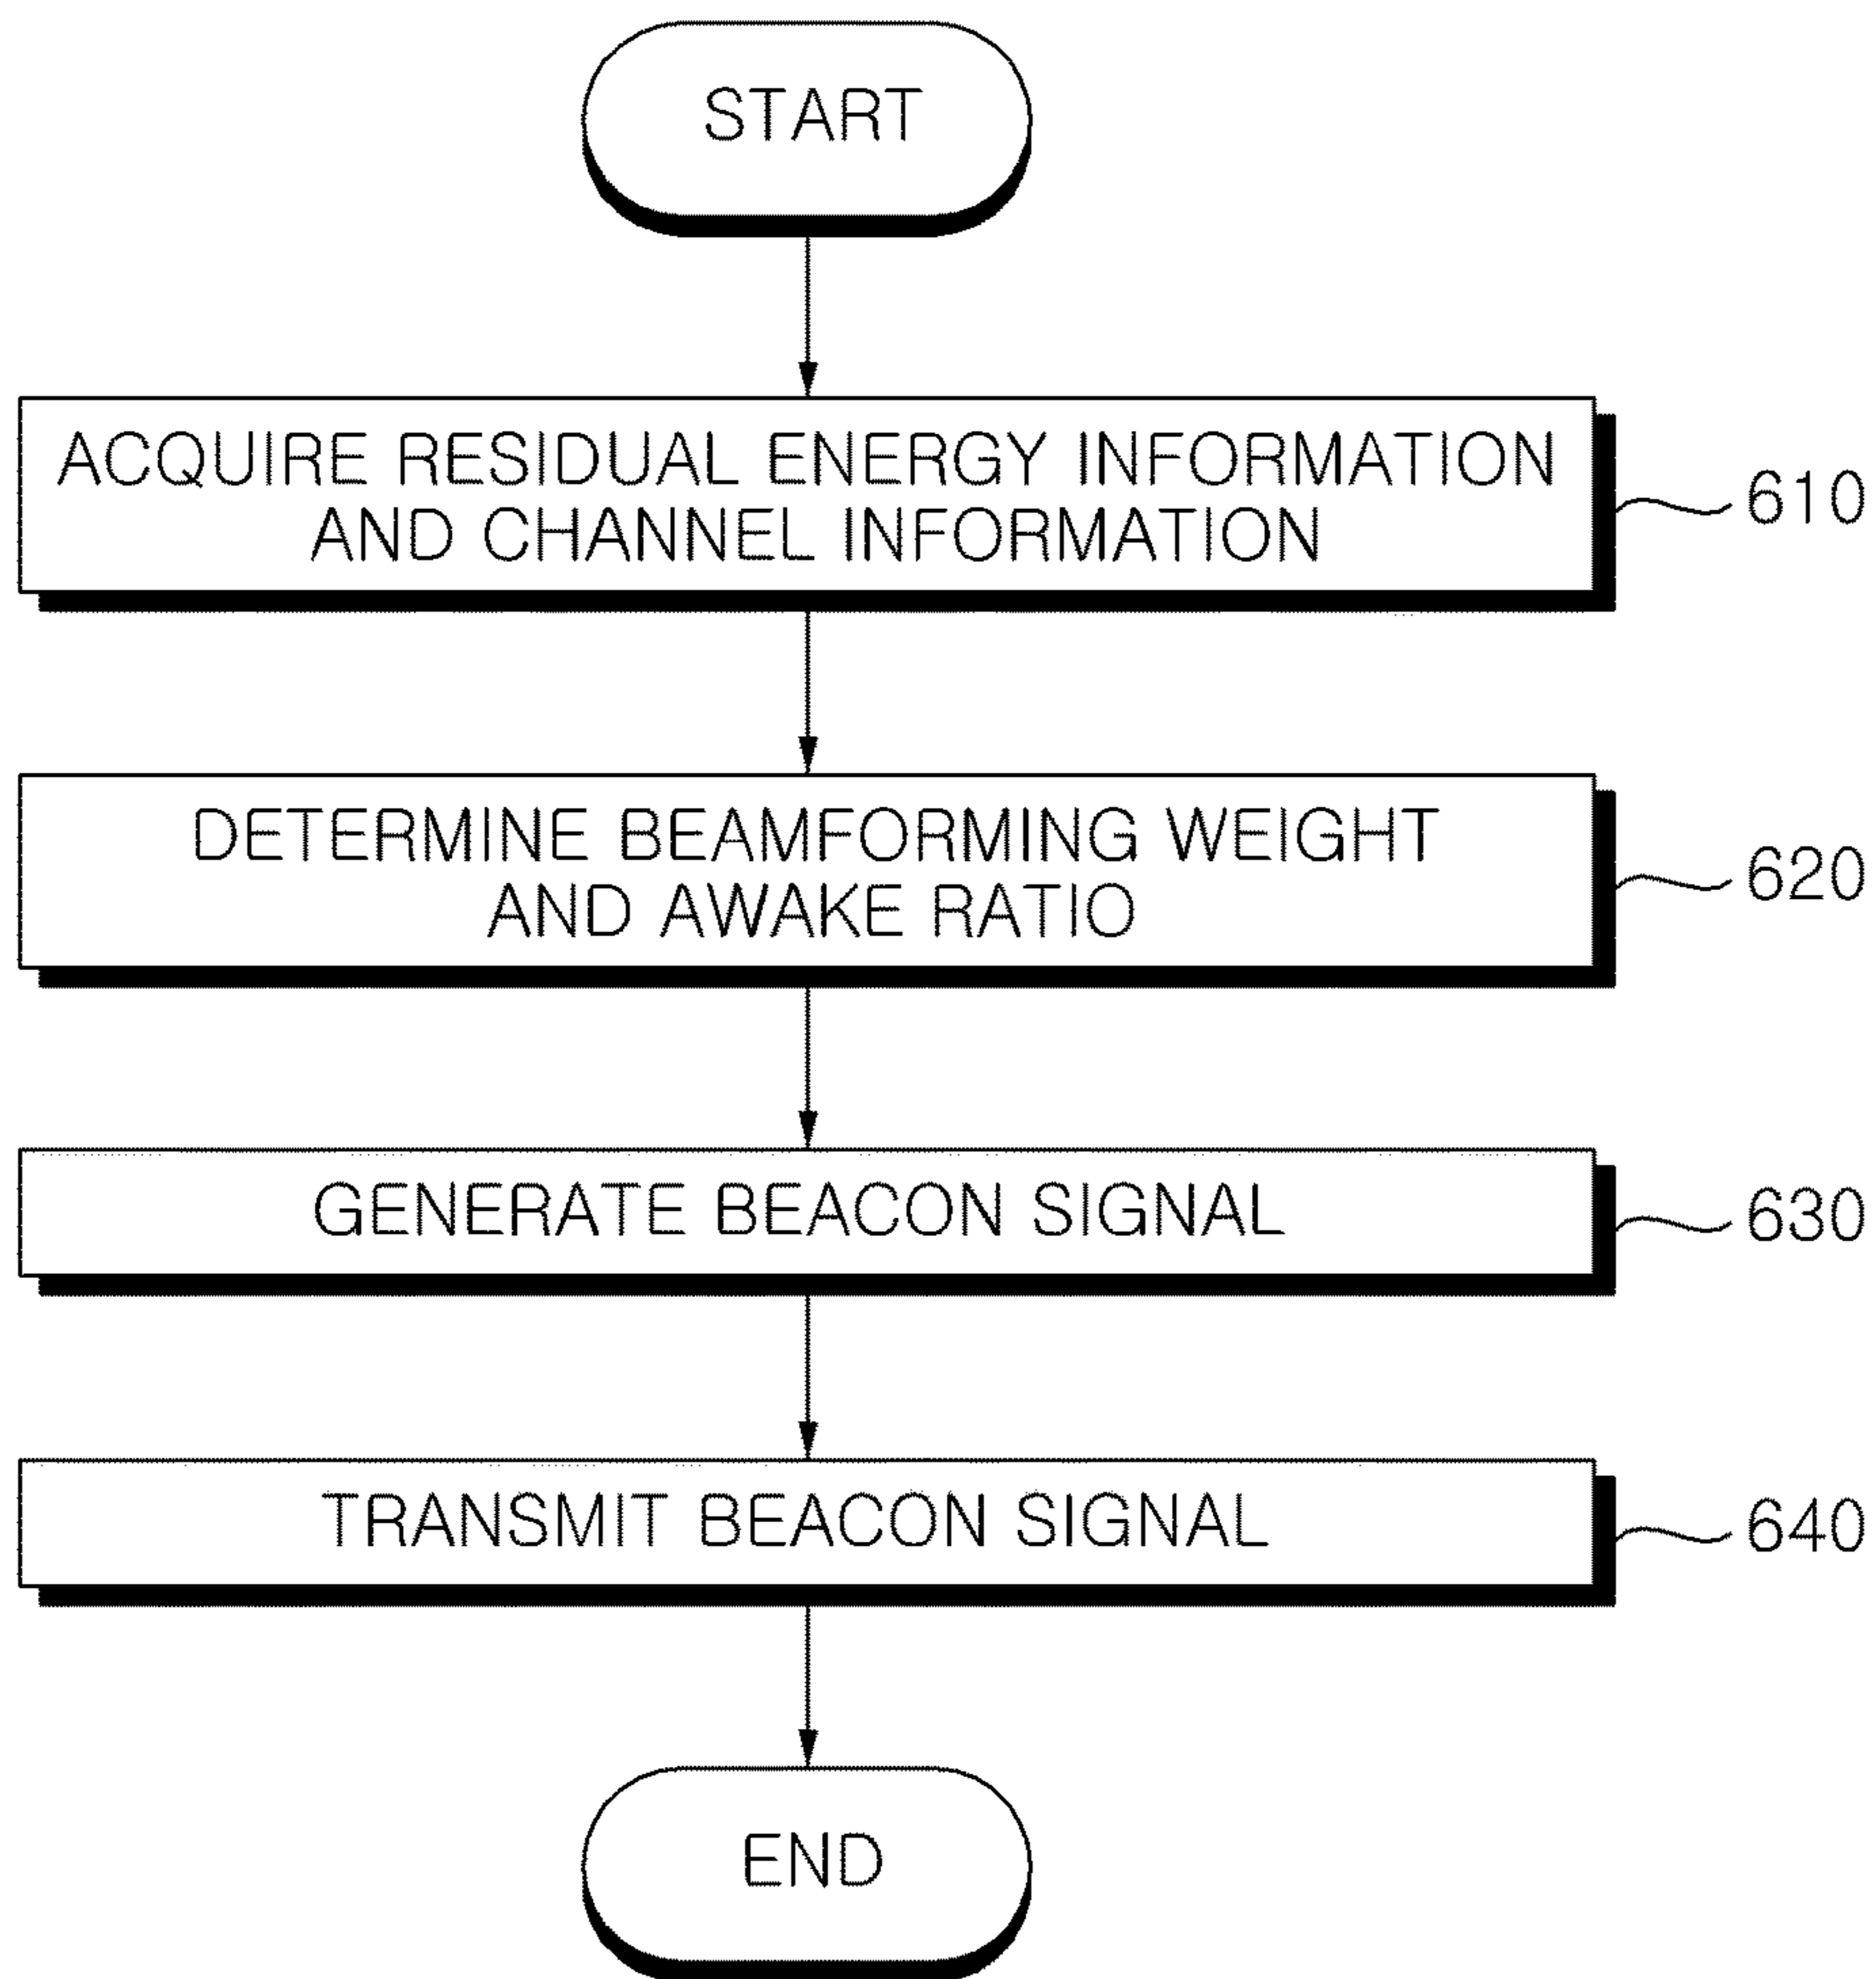 START
ACQUIRE RESIDUAL ENERGY INFORMATION
AND CHANNEL INFORMATION
610
DETERMINE BEAMFORMING WEIGHT
AND AWAKE RATIO
620
GENERATE BEACON SIGNAL
630
TRANSMIT BEACON SIGNAL
640
END